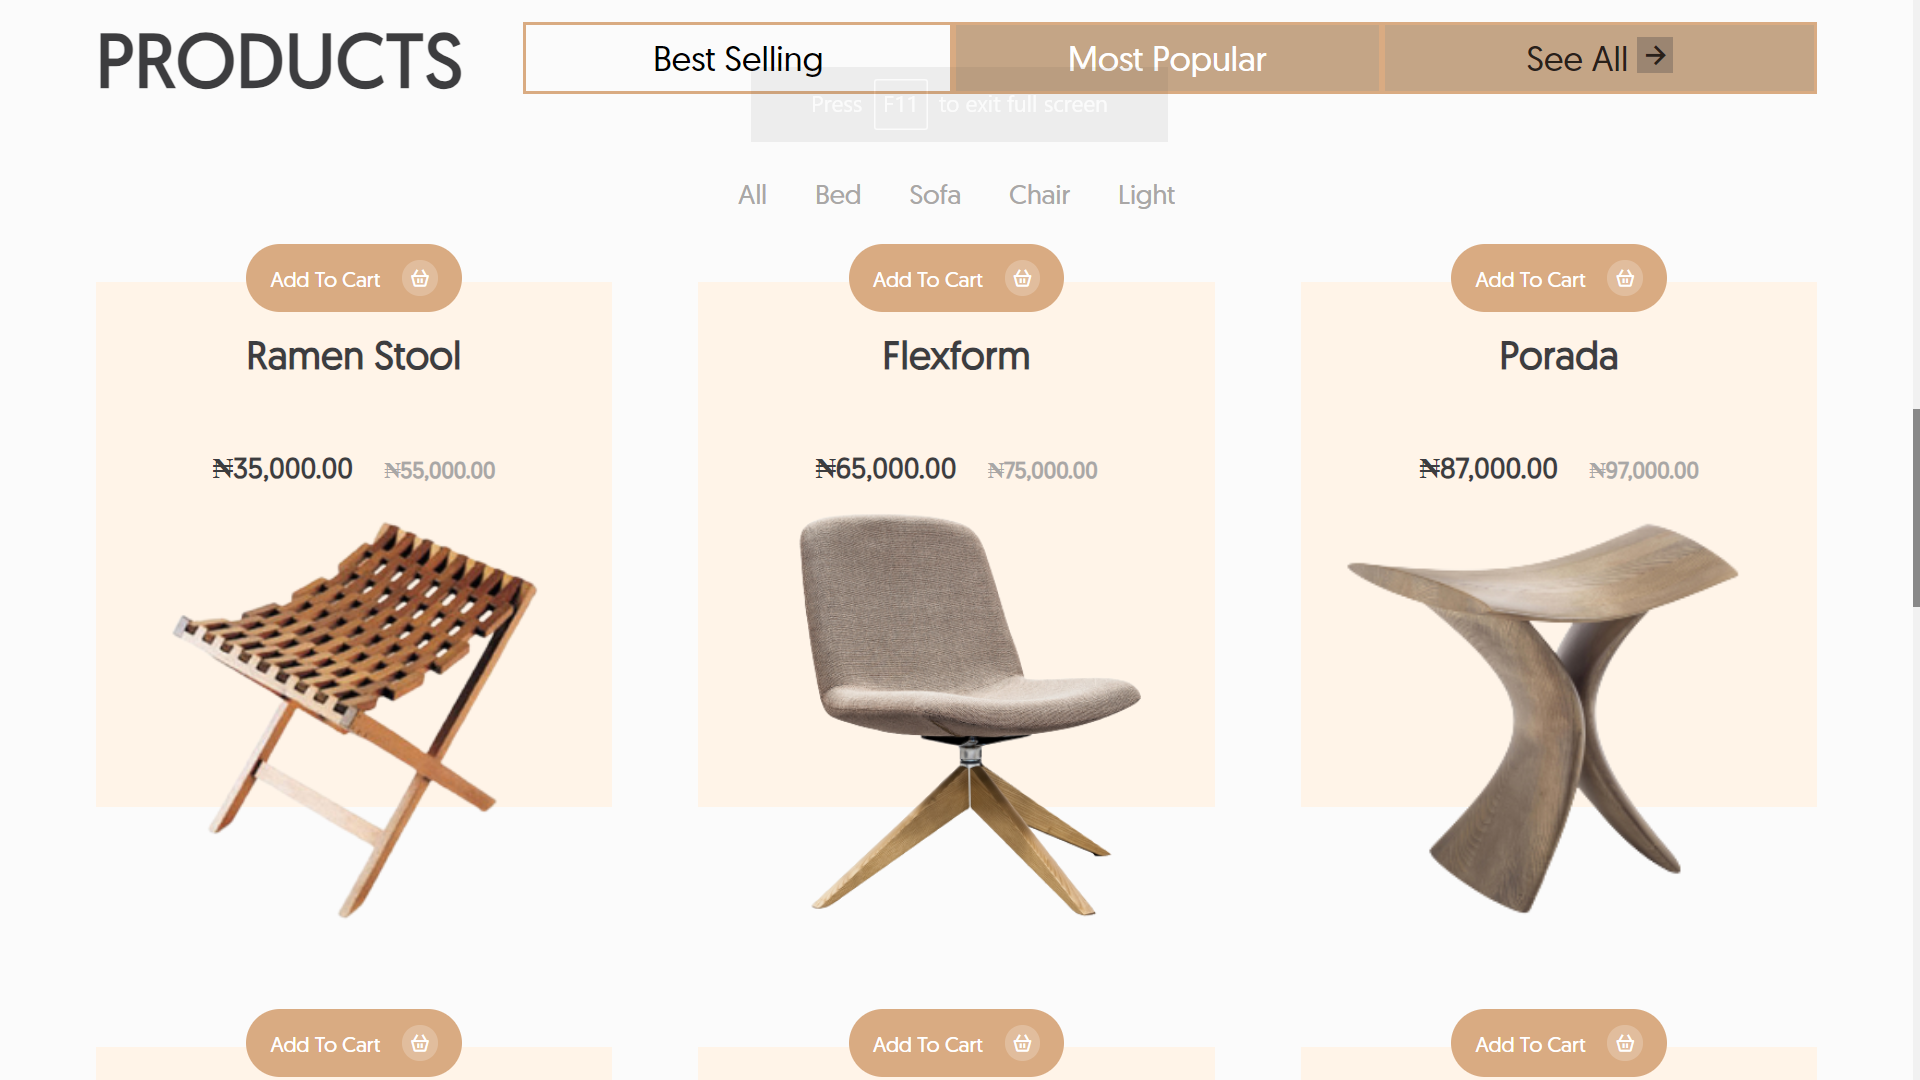 PRODUCTS
Best Selling
Most Popular
See All
Press F11 to exit full screen
All Bed Sofa Chair Light
Add To Cart
Add To Cart
Add To Cart
Ramen Stool
Flexform
Porada
₦35,000.00 ₦55,000.00
₦65,000.00 ₦75,000.00
₦87,000.00 ₦97,000.00
Add To Cart
Add To Cart
Add To Cart